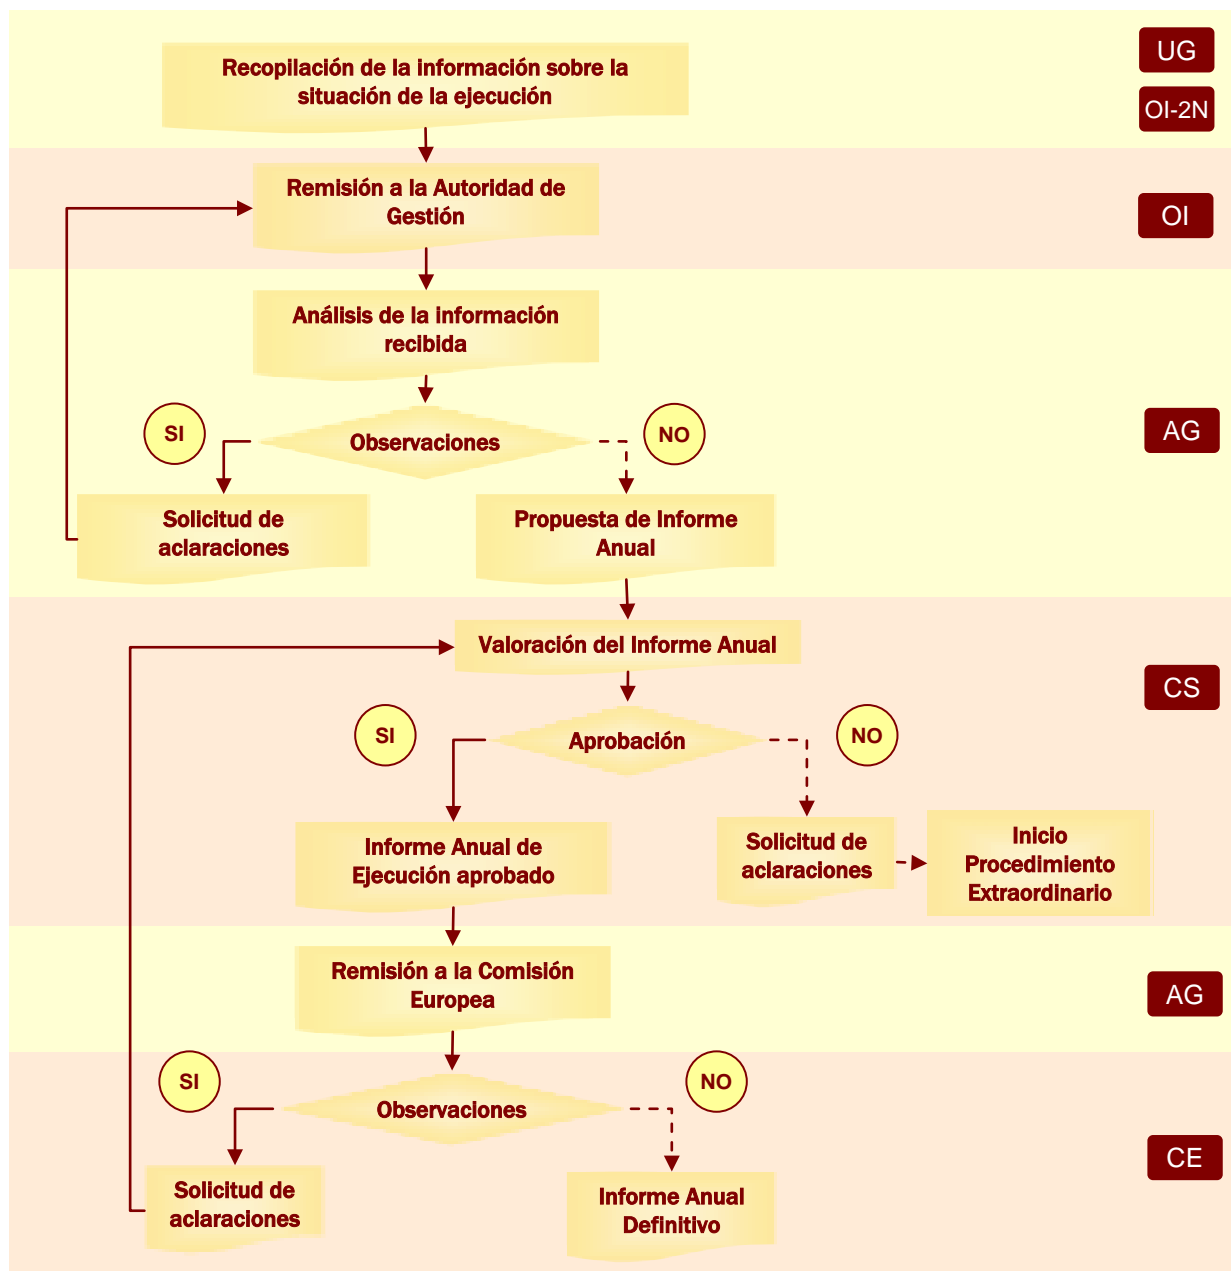 Recopilación de la información sobre la
situación de la ejecución
UG
OI-2N
Remisión a la Autoridad de
Gestión
OI
Análisis de la información
recibida
SI
Observaciones
NO
AG
Solicitud de
aclaraciones
Propuesta de Informe
Anual
Valoración del Informe Anual
CS
SI
Aprobación
NO
Informe Anual de
Ejecución aprobado
Solicitud de
aclaraciones
Inicio
Procedimiento
Extraordinario
Remisión a la Comisión
Europea
AG
SI
Observaciones
NO
CE
Solicitud de
aclaraciones
Informe Anual
Definitivo